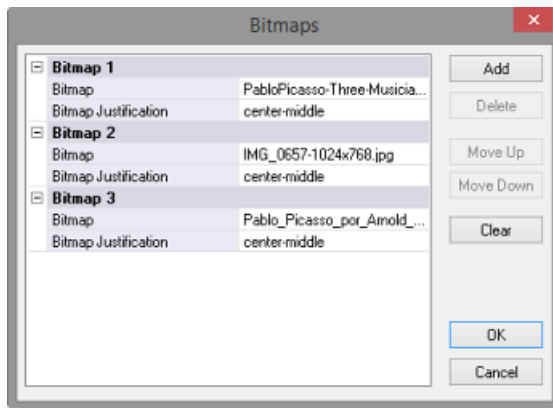 Bitmaps
Bitmap 1
Bitmap PabloPicasso-Three-Musicia...
Bitmap Justification center-middle
Bitmap 2
Bitmap IMG_0657-1024x768.jpg
Bitmap Justification center-middle
Bitmap 3
Bitmap Pablo_Picasso_por_Arnold_...
Bitmap Justification center-middle
Add
Delete
Move Up
Move Down
Clear
OK
Cancel